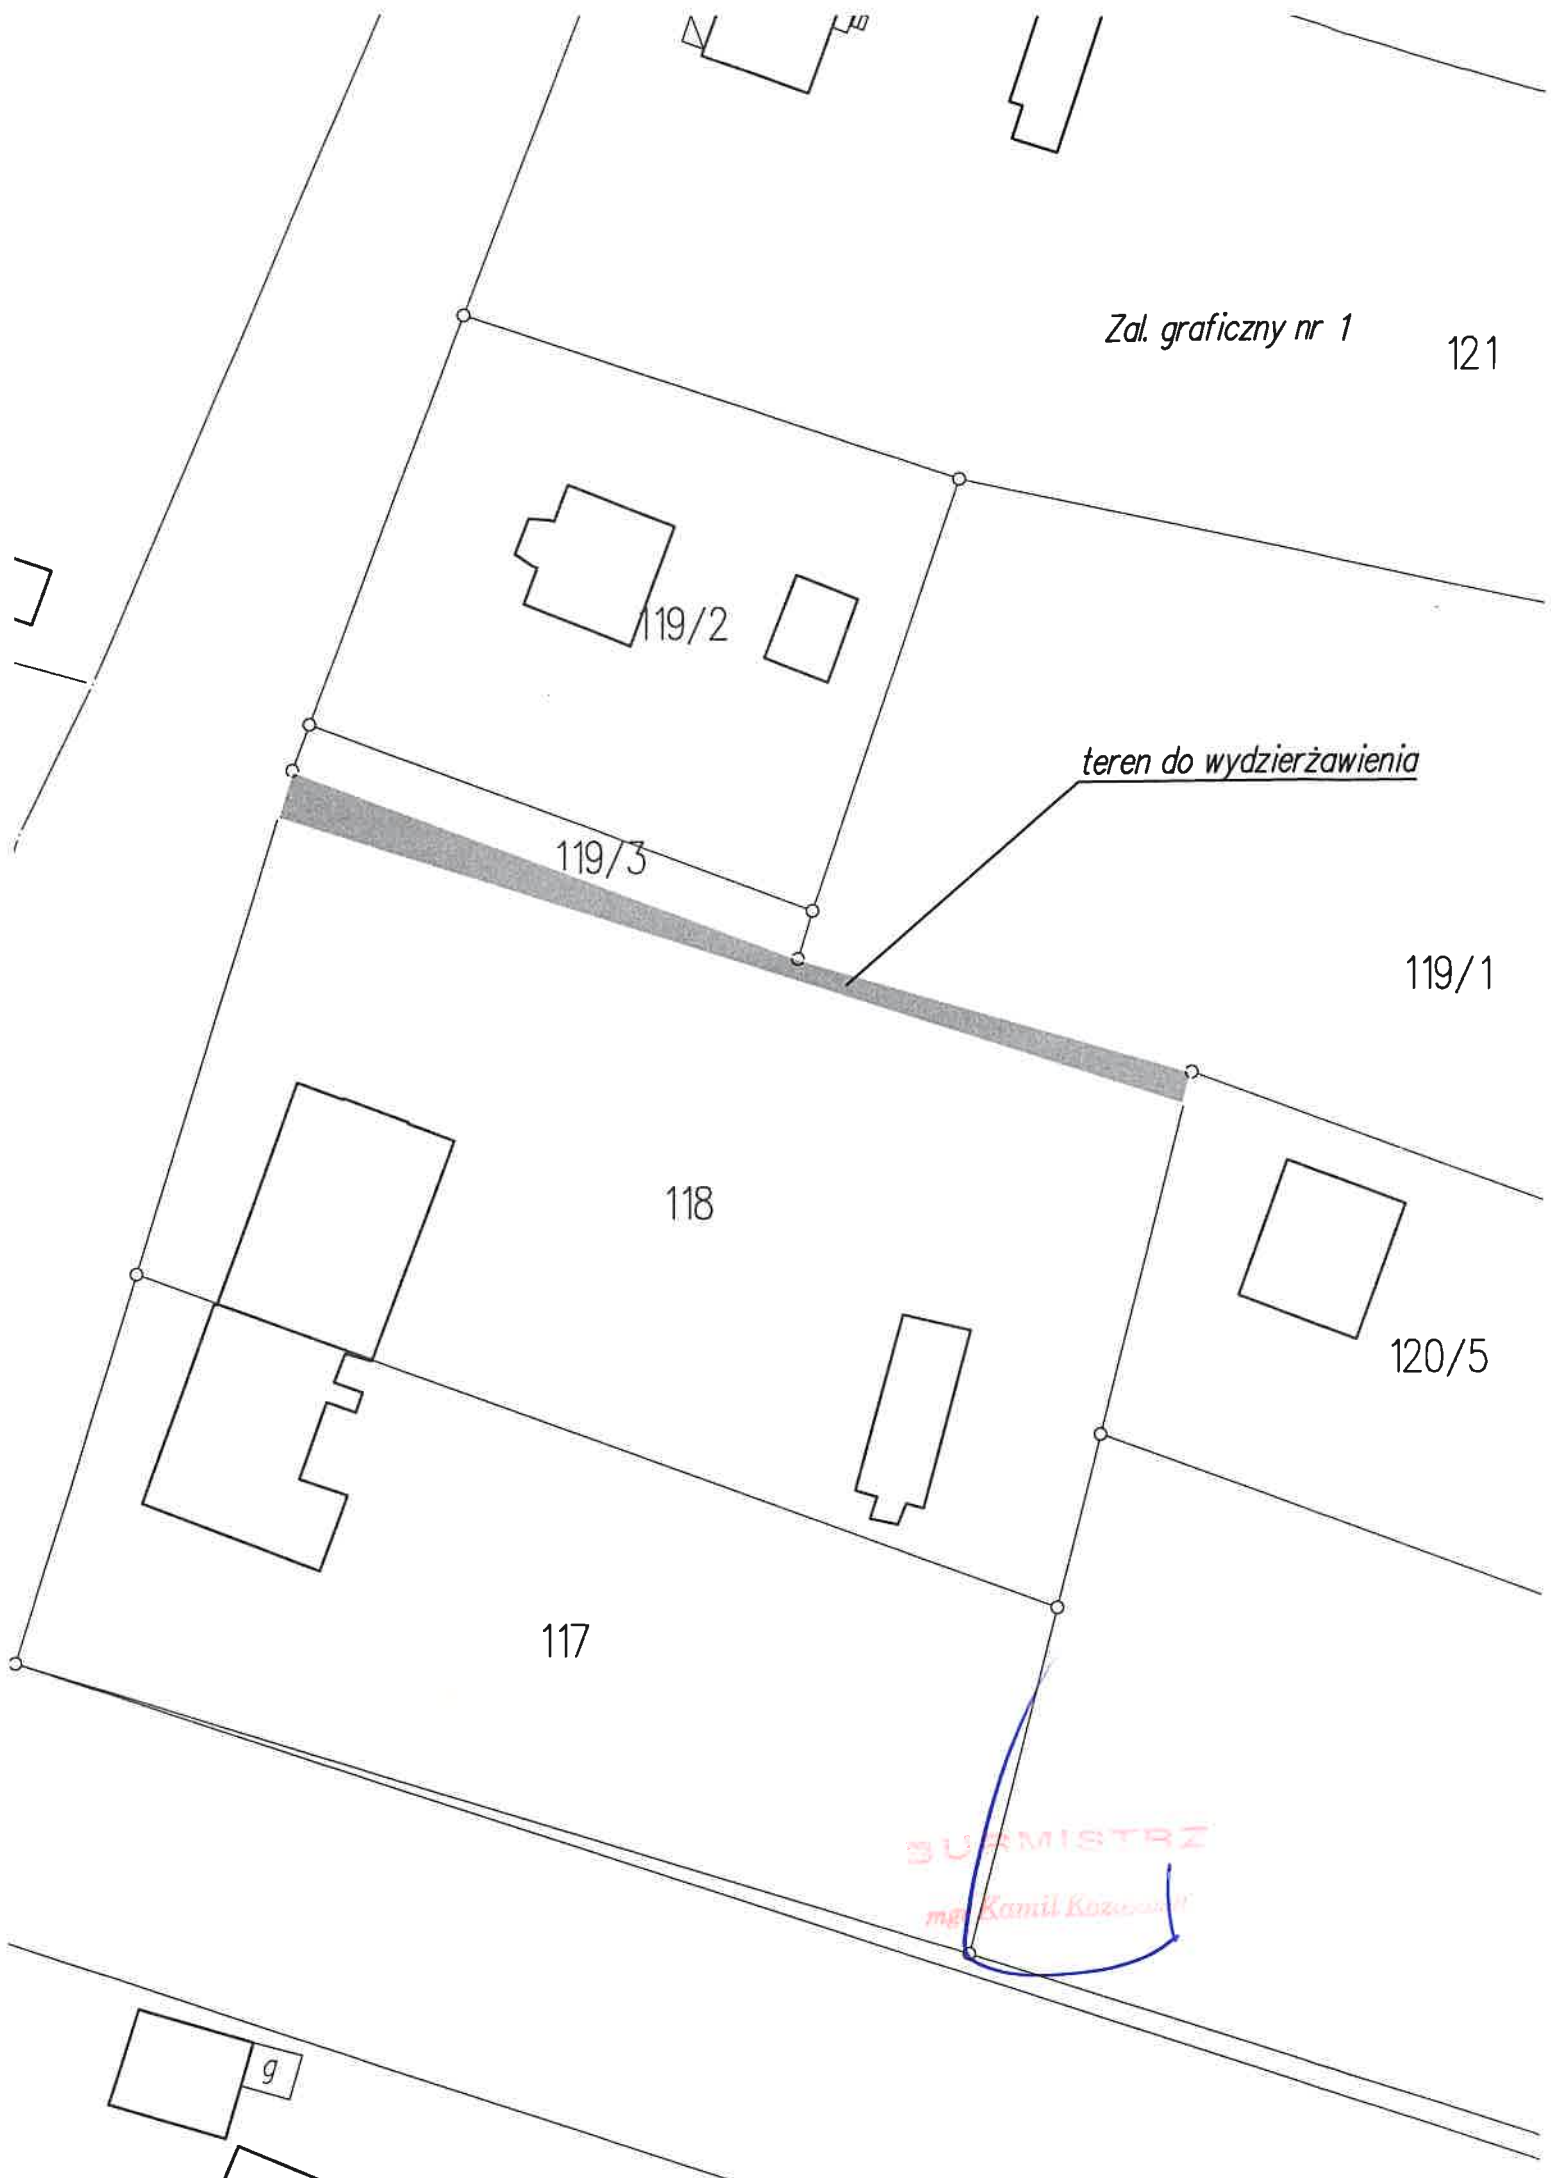 Zał. graficzny nr 1
121
119/2
teren do wydzierżawienia
119/3
119/1
118
120/5
117
BURMISTRZ
mgr Kamil
g